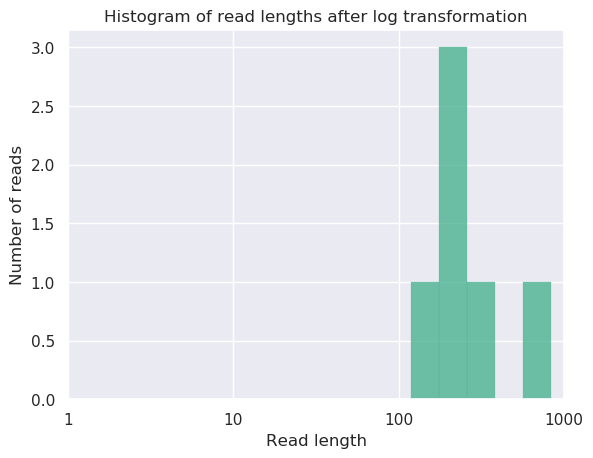 Histogram of read lengths after log transformation
Number of reads
3.0
2.5
2.0
1.5
1.0
0.5
0.0
1 10 100 1000
Read length